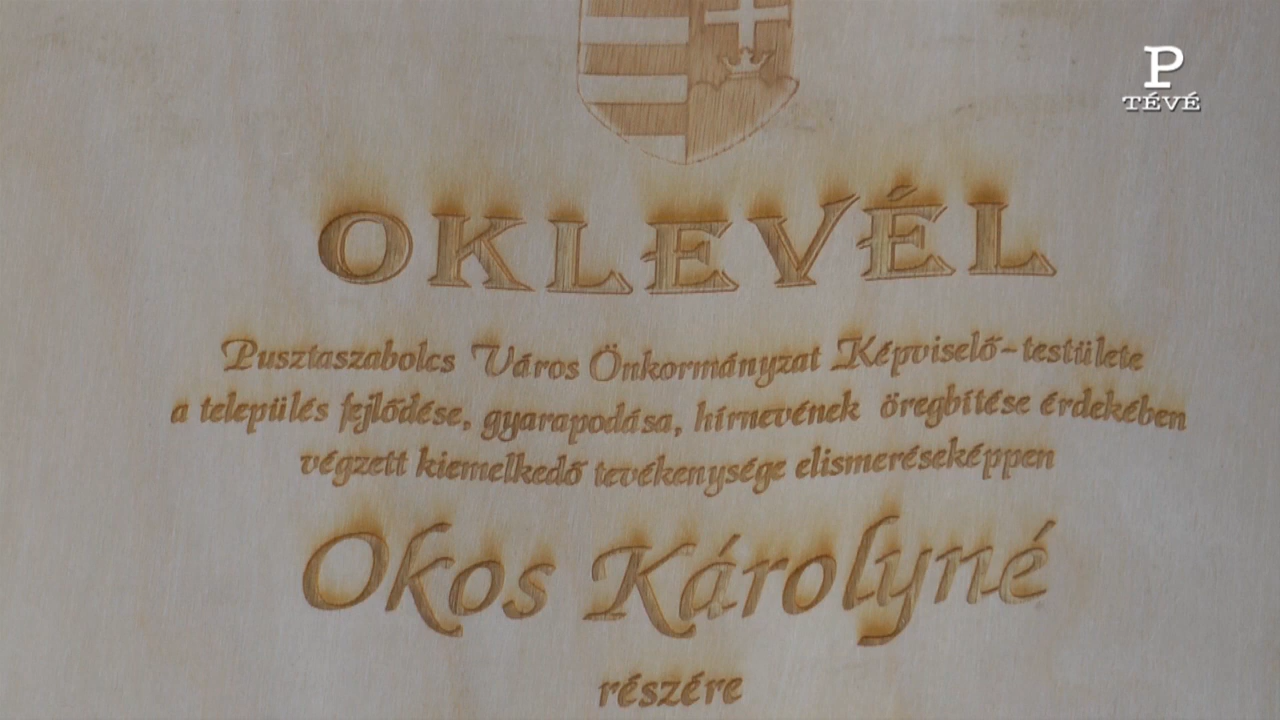 P
TÉVÉ
OKLEVÉL
Pusztaszabolcs Város Önkormányzat Képviselő-testülete
a település fejlődése, gyarapodása, hírnevének öregbítése érdekében
végzett kiemelkedő tevékenysége elismeréseképpen
Okos Károlyné
részére